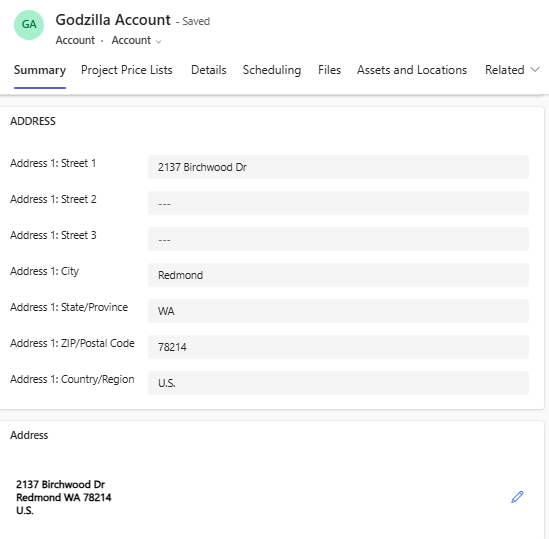 GA
Godzilla Account - Saved
Account · Account
Summary Project Price Lists Details Scheduling Files Assets and Locations Related
ADDRESS
Address 1: Street 1 2137 Birchwood Dr
Address 1: Street 2 ---
Address 1: Street 3 ---
Address 1: City Redmond
Address 1: State/Province WA
Address 1: ZIP/Postal Code 78214
Address 1: Country/Region U.S.
Address
2137 Birchwood Dr
Redmond WA 78214
U.S.